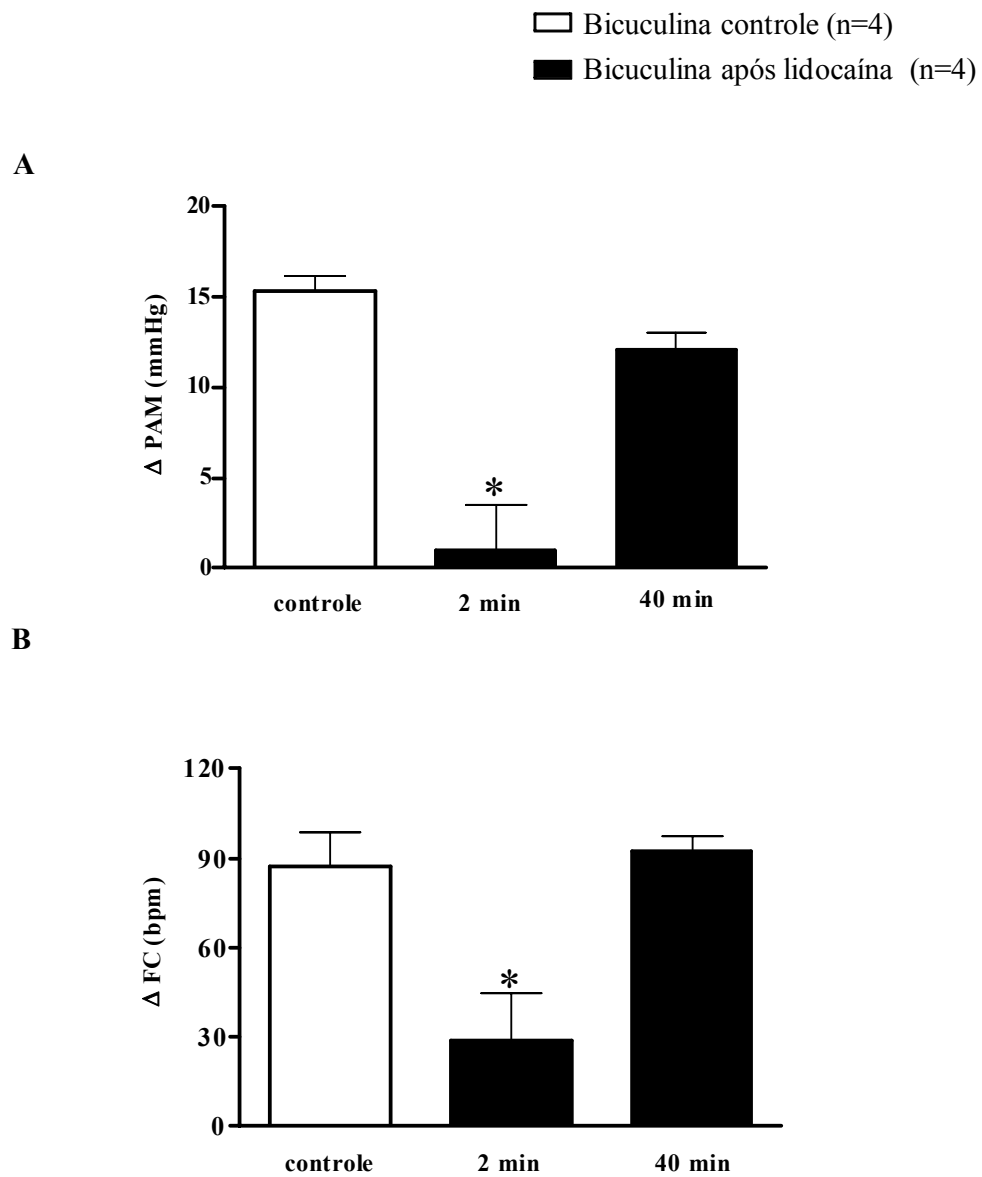 Bicuculina controle (n=4)
Bicuculina após lidocaína (n=4)
A
20
15
10
5
0
Δ PAM (mmHg)
*
controle 2 min 40 min
B
120
90
60
30
0
Δ FC (bpm)
*
controle 2 min 40 min